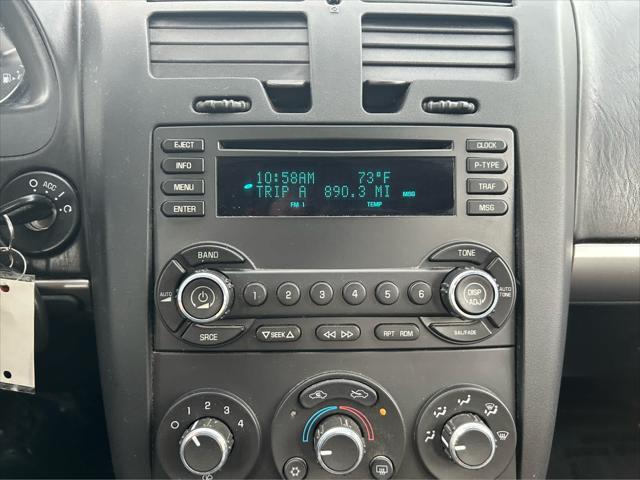 EJECT
CLOCK
INFO
P-TYPE
MENU
TRAF
ENTER
MSG
10:58AM 73°F
TRIP A 890.3 MI MSG
FM 1 TEMP
ACC
BAND
TONE
AUTO
DISP
ADJ
AUTO TONE
1 2 3 4 5 6
SRCE
SEEK
RPT RDM
BAL/FADE
0 1 2 3 4